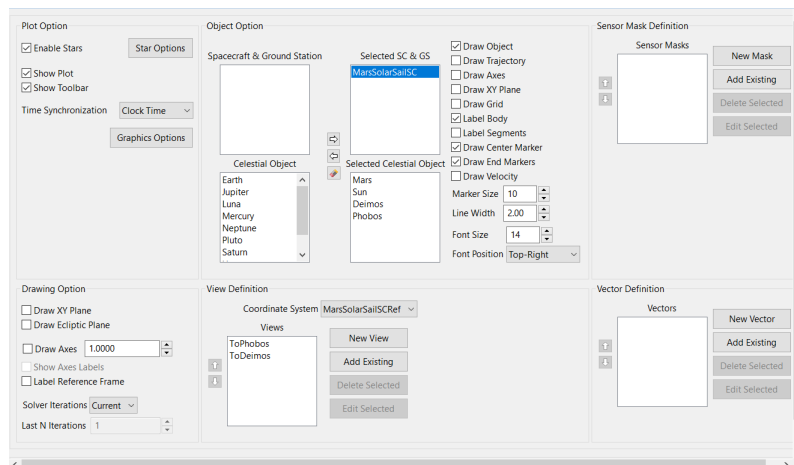 Plot Option
Enable Stars
Star Options
Show Plot
Show Toolbar
Time Synchronization
Clock Time
Graphics Options
Object Option
Spacecraft & Ground Station
Selected SC & GS
MarsSolarSailSC
Celestial Object
Earth
Jupiter
Luna
Mercury
Neptune
Pluto
Saturn
Selected Celestial Object
Mars
Sun
Deimos
Phobos
Draw Object
Draw Trajectory
Draw Axes
Draw XY Plane
Draw Grid
Label Body
Label Segments
Draw Center Marker
Draw End Markers
Draw Velocity
Marker Size 10
Line Width 2.00
Font Size 14
Font Position Top-Right
Sensor Mask Definition
Sensor Masks
New Mask
Add Existing
Delete Selected
Edit Selected
Drawing Option
Draw XY Plane
Draw Ecliptic Plane
Draw Axes 1.0000
Show Axes Labels
Label Reference Frame
Solver Iterations Current
Last N Iterations 1
View Definition
Coordinate System MarsSolarSailSCRef
Views
ToPhobos
ToDeimos
New View
Add Existing
Delete Selected
Edit Selected
Vector Definition
Vectors
New Vector
Add Existing
Delete Selected
Edit Selected